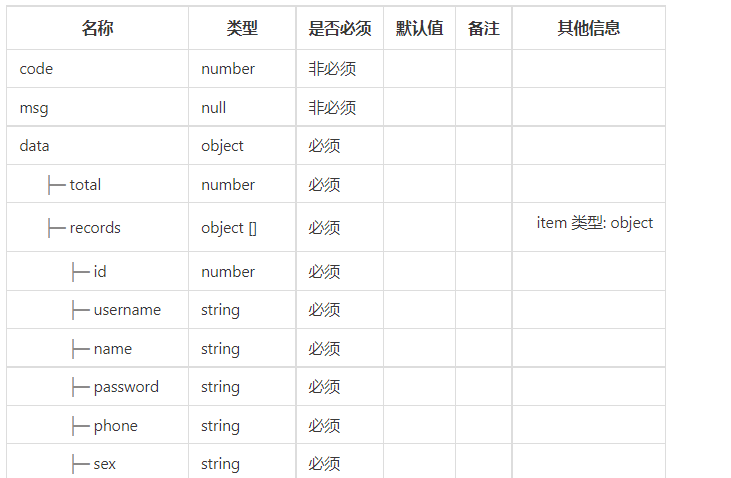 名称 类型 是否必须 默认值 备注 其他信息
code number 非必须
msg null 非必须
data object 必须
├─ total number 必须
├─ records object [] 必须 item 类型: object
├─ id number 必须
├─ username string 必须
├─ name string 必须
├─ password string 必须
├─ phone string 必须
├─ sex string 必须